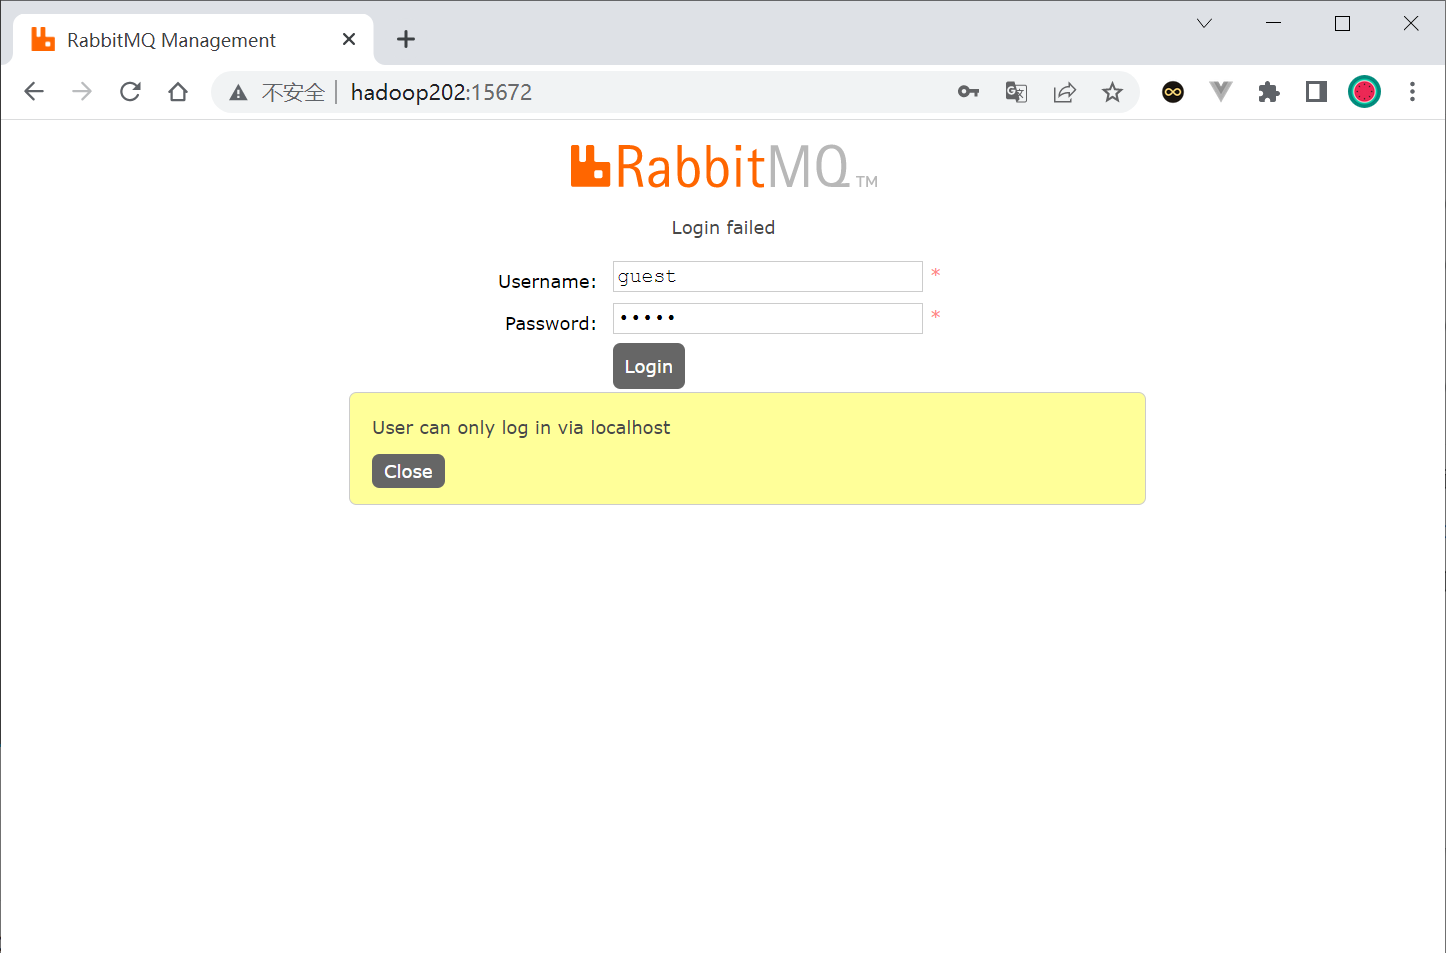 RabbitMQ Management
不安全 hadoop202:15672
RabbitMQ TM
Login failed
Username: guest *
Password: ••••• *
Login
User can only log in via localhost
Close